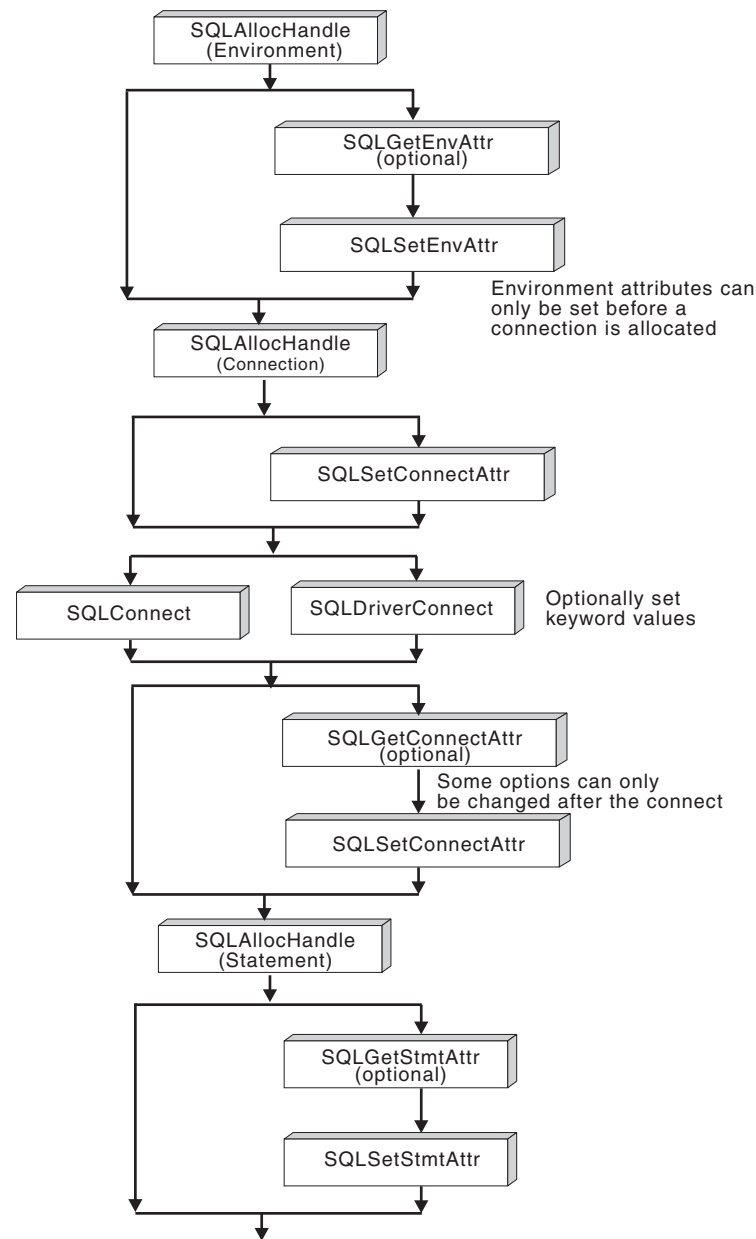 SQLAllocHandle
(Environment)
SQLGetEnvAttr
(optional)
SQLSetEnvAttr
Environment attributes can
only be set before a
connection is allocated
SQLAllocHandle
(Connection)
SQLSetConnectAttr
SQLConnect
SQLDriverConnect
Optionally set
keyword values
SQLGetConnectAttr
(optional)
Some options can only
be changed after the connect
SQLSetConnectAttr
SQLAllocHandle
(Statement)
SQLGetStmtAttr
(optional)
SQLSetStmtAttr